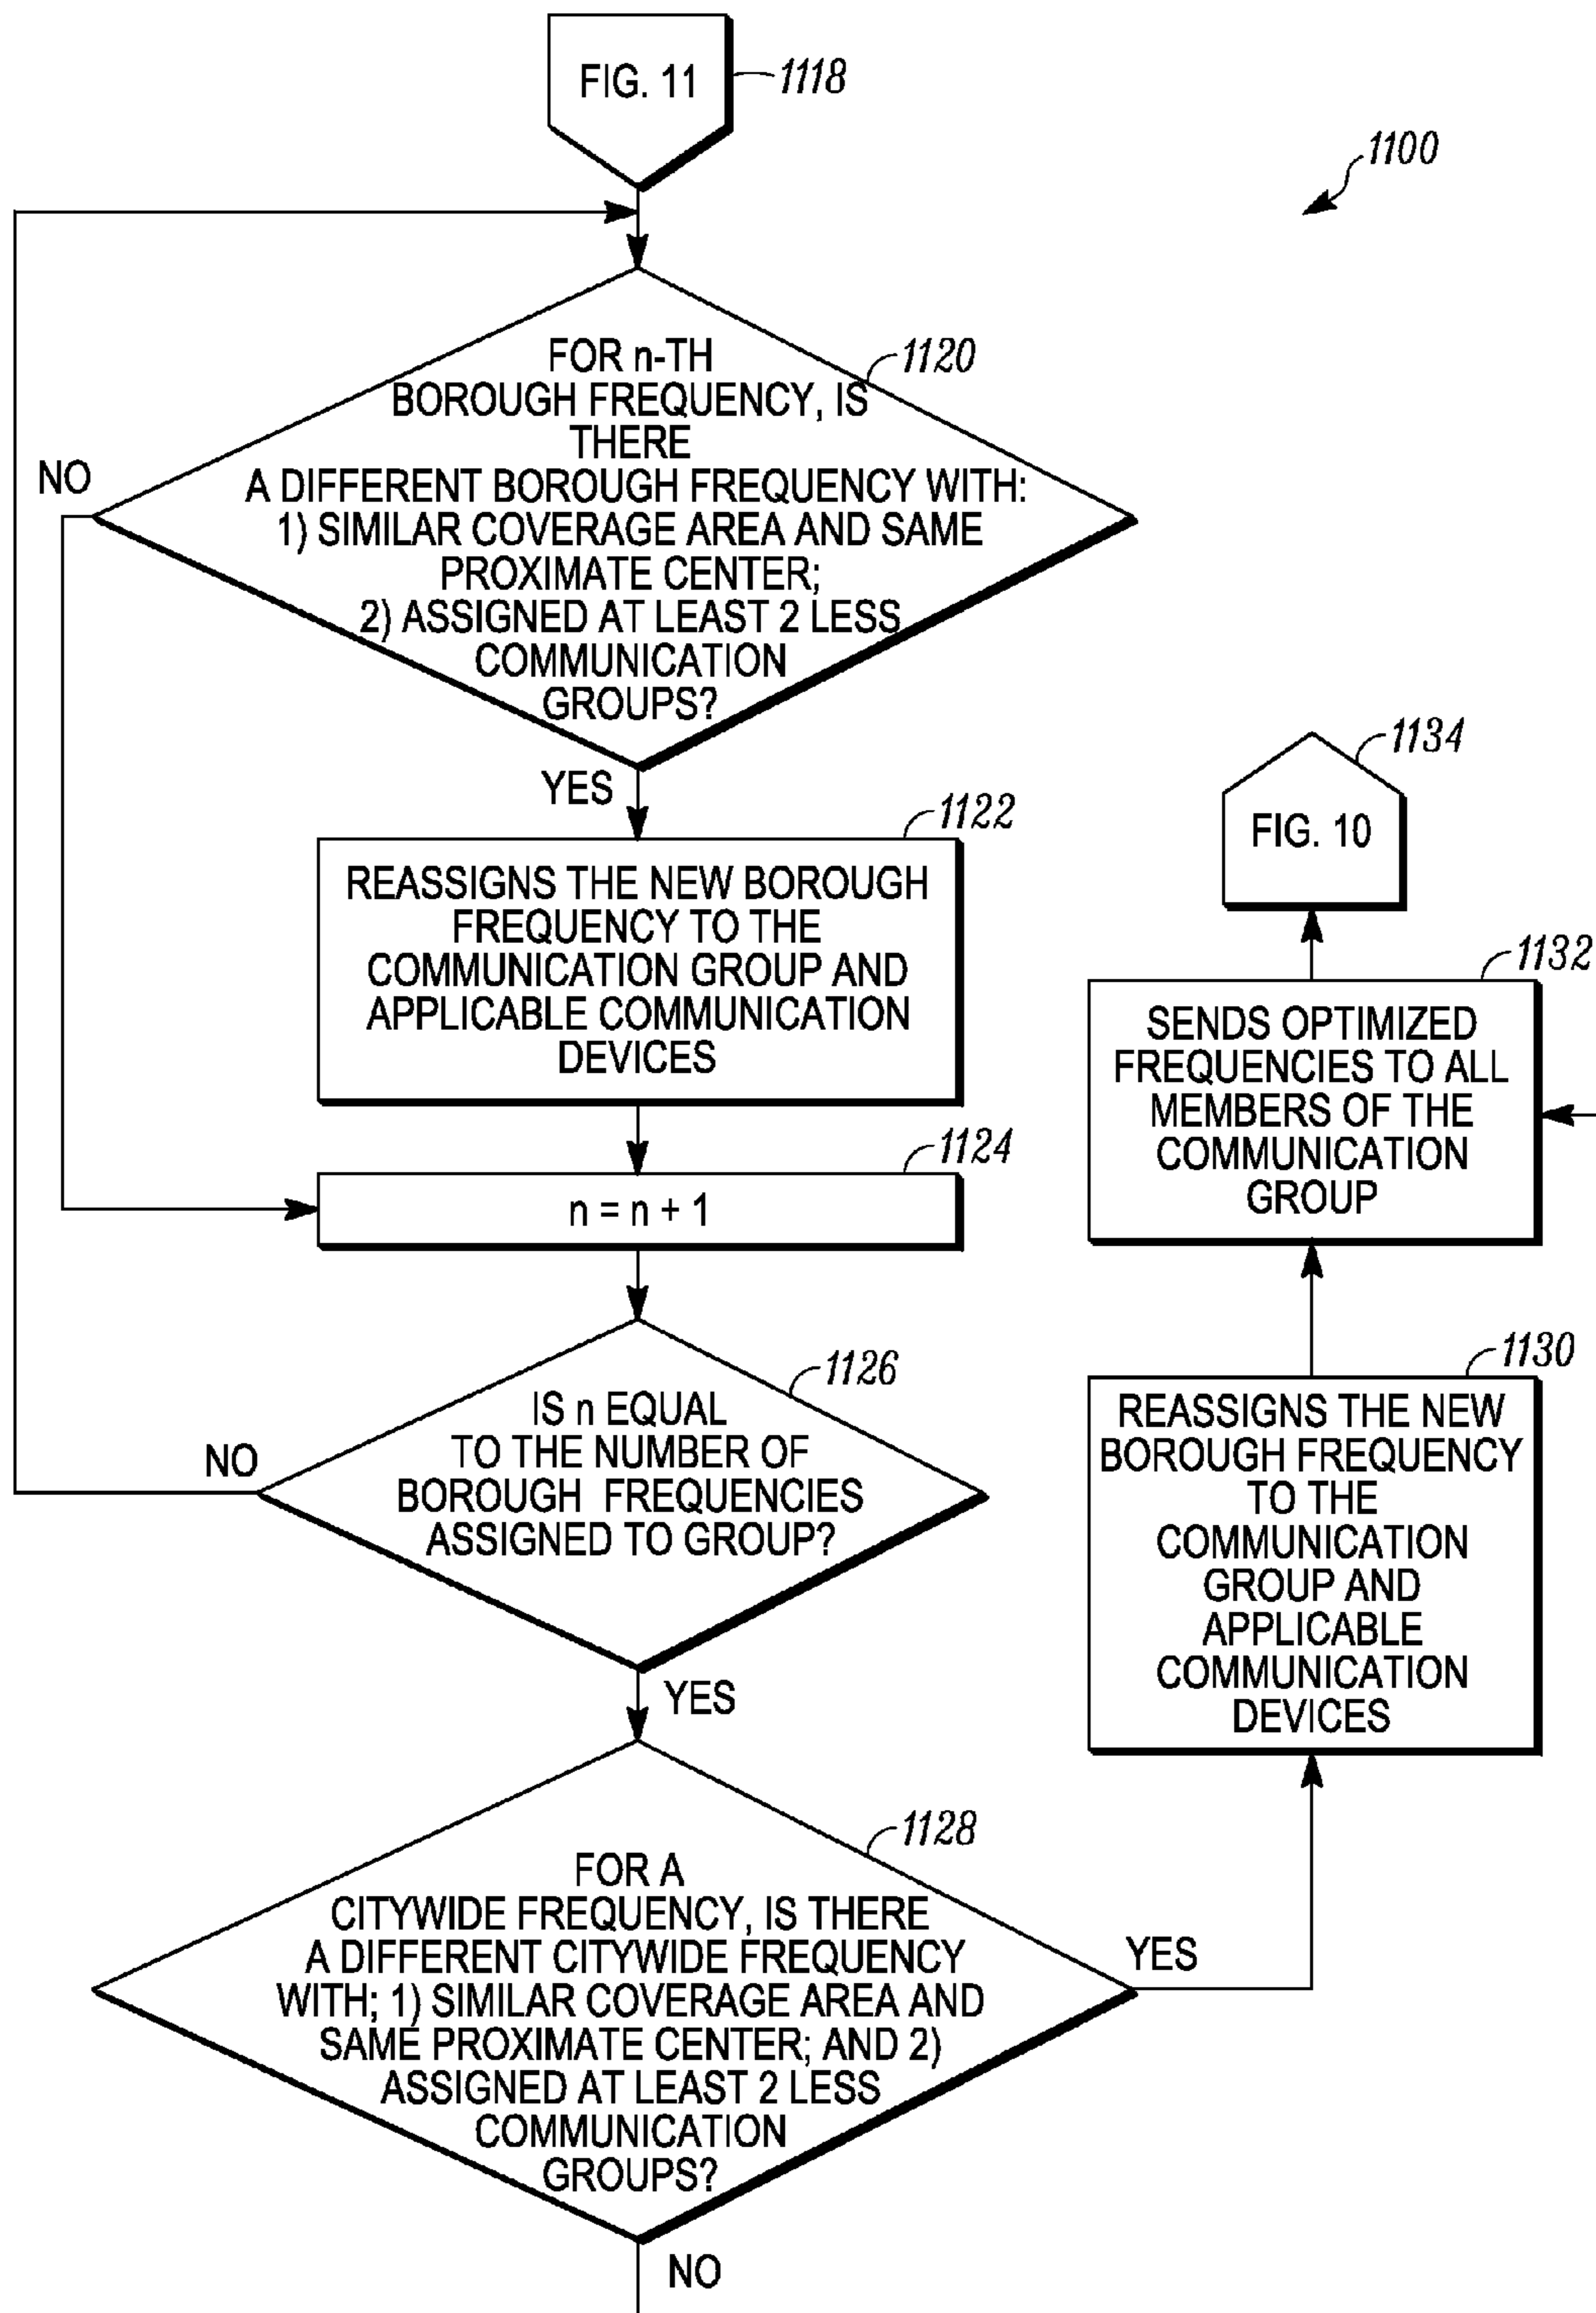 FIG. 11
1118
1100
FOR n-TH
BOROUGH FREQUENCY, IS
THERE
A DIFFERENT BOROUGH FREQUENCY WITH:
1) SIMILAR COVERAGE AREA AND SAME
PROXIMATE CENTER;
2) ASSIGNED AT LEAST 2 LESS
COMMUNICATION
GROUPS?
1120
NO
YES
1122
REASSIGNS THE NEW BOROUGH
FREQUENCY TO THE
COMMUNICATION GROUP AND
APPLICABLE COMMUNICATION
DEVICES
1124
n = n + 1
1126
IS n EQUAL
TO THE NUMBER OF
BOROUGH FREQUENCIES
ASSIGNED TO GROUP?
NO
YES
1128
FOR A
CITYWIDE FREQUENCY, IS THERE
A DIFFERENT CITYWIDE FREQUENCY
WITH; 1) SIMILAR COVERAGE AREA AND
SAME PROXIMATE CENTER; AND 2)
ASSIGNED AT LEAST 2 LESS
COMMUNICATION
GROUPS?
YES
NO
1130
REASSIGNS THE NEW
BOROUGH FREQUENCY
TO THE
COMMUNICATION
GROUP AND
APPLICABLE
COMMUNICATION
DEVICES
1132
SENDS OPTIMIZED
FREQUENCIES TO ALL
MEMBERS OF THE
COMMUNICATION
GROUP
1134
FIG. 10